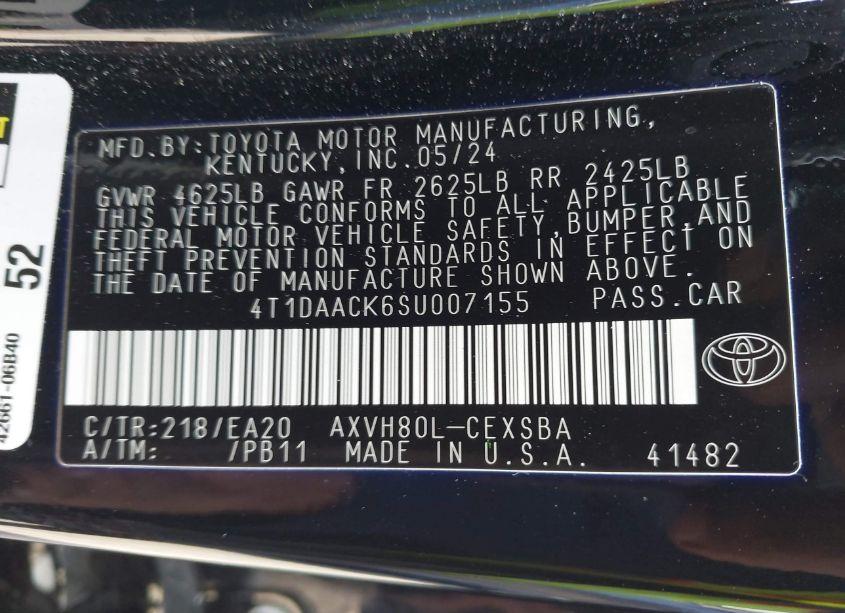 MFD.BY:TOYOTA MOTOR MANUFACTURING,
KENTUCKY,INC.05/24
GVWR 4625LB GAWR FR 2625LB RR 2425LB
THIS VEHICLE CONFORMS TO ALL APPLICABLE
FEDERAL MOTOR VEHICLE SAFETY,BUMPER,AND
THEFT PREVENTION STANDARDS IN EFFECT ON
THE DATE OF MANUFACTURE SHOWN ABOVE.
4T1DAACK6SU007155 PASS.CAR
C/TR:218/EA20 AXVH80L-CEXSBA
A/TM: /PB11 MADE IN U.S.A. 41482
52
42661-06B40